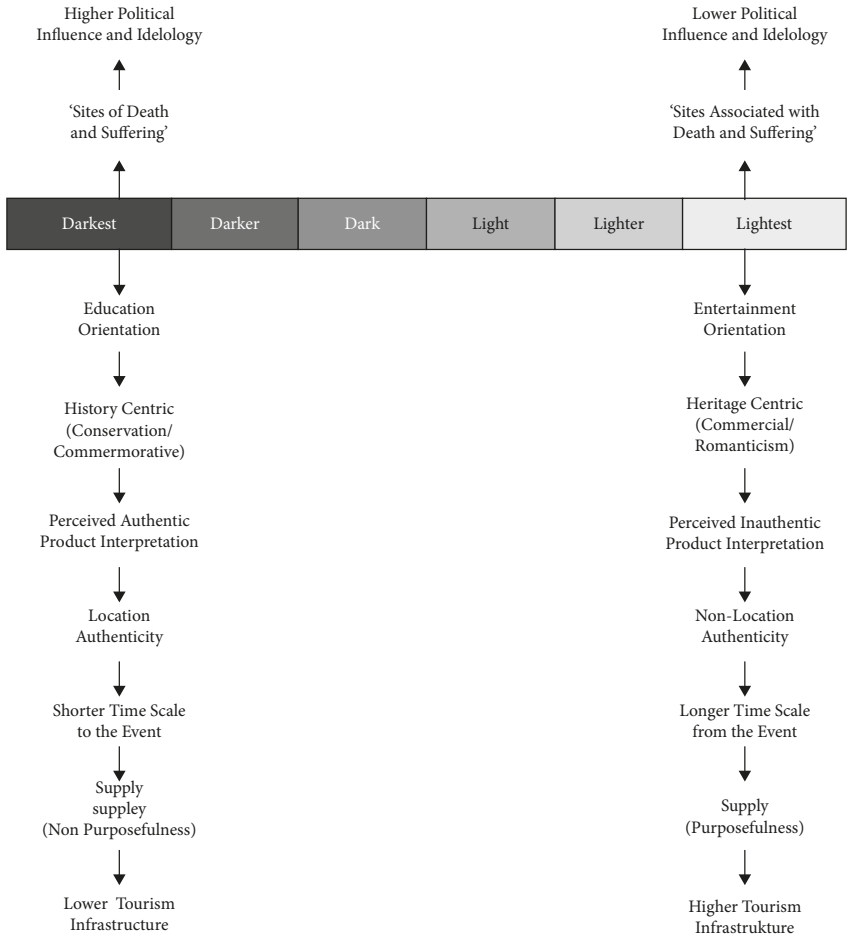 Higher Political
Influence and Idelology
Lower Political
Influence and Idelology
‘Sites of Death
and Suffering’
‘Sites Associated with
Death and Suffering’
Darkest
Darker
Dark
Light
Lighter
Lightest
Education
Orientation
Entertainment
Orientation
History Centric
(Conservation/
Commermorative)
Heritage Centric
(Commercial/
Romanticism)
Perceived Authentic
Product Interpretation
Perceived Inauthentic
Product Interpretation
Location
Authenticity
Non-Location
Authenticity
Shorter Time Scale
to the Event
Longer Time Scale
from the Event
Supply
suppley
(Non Purposefulness)
Supply
(Purposefulness)
Lower Tourism
Infrastructure
Higher Tourism
Infrastrukture